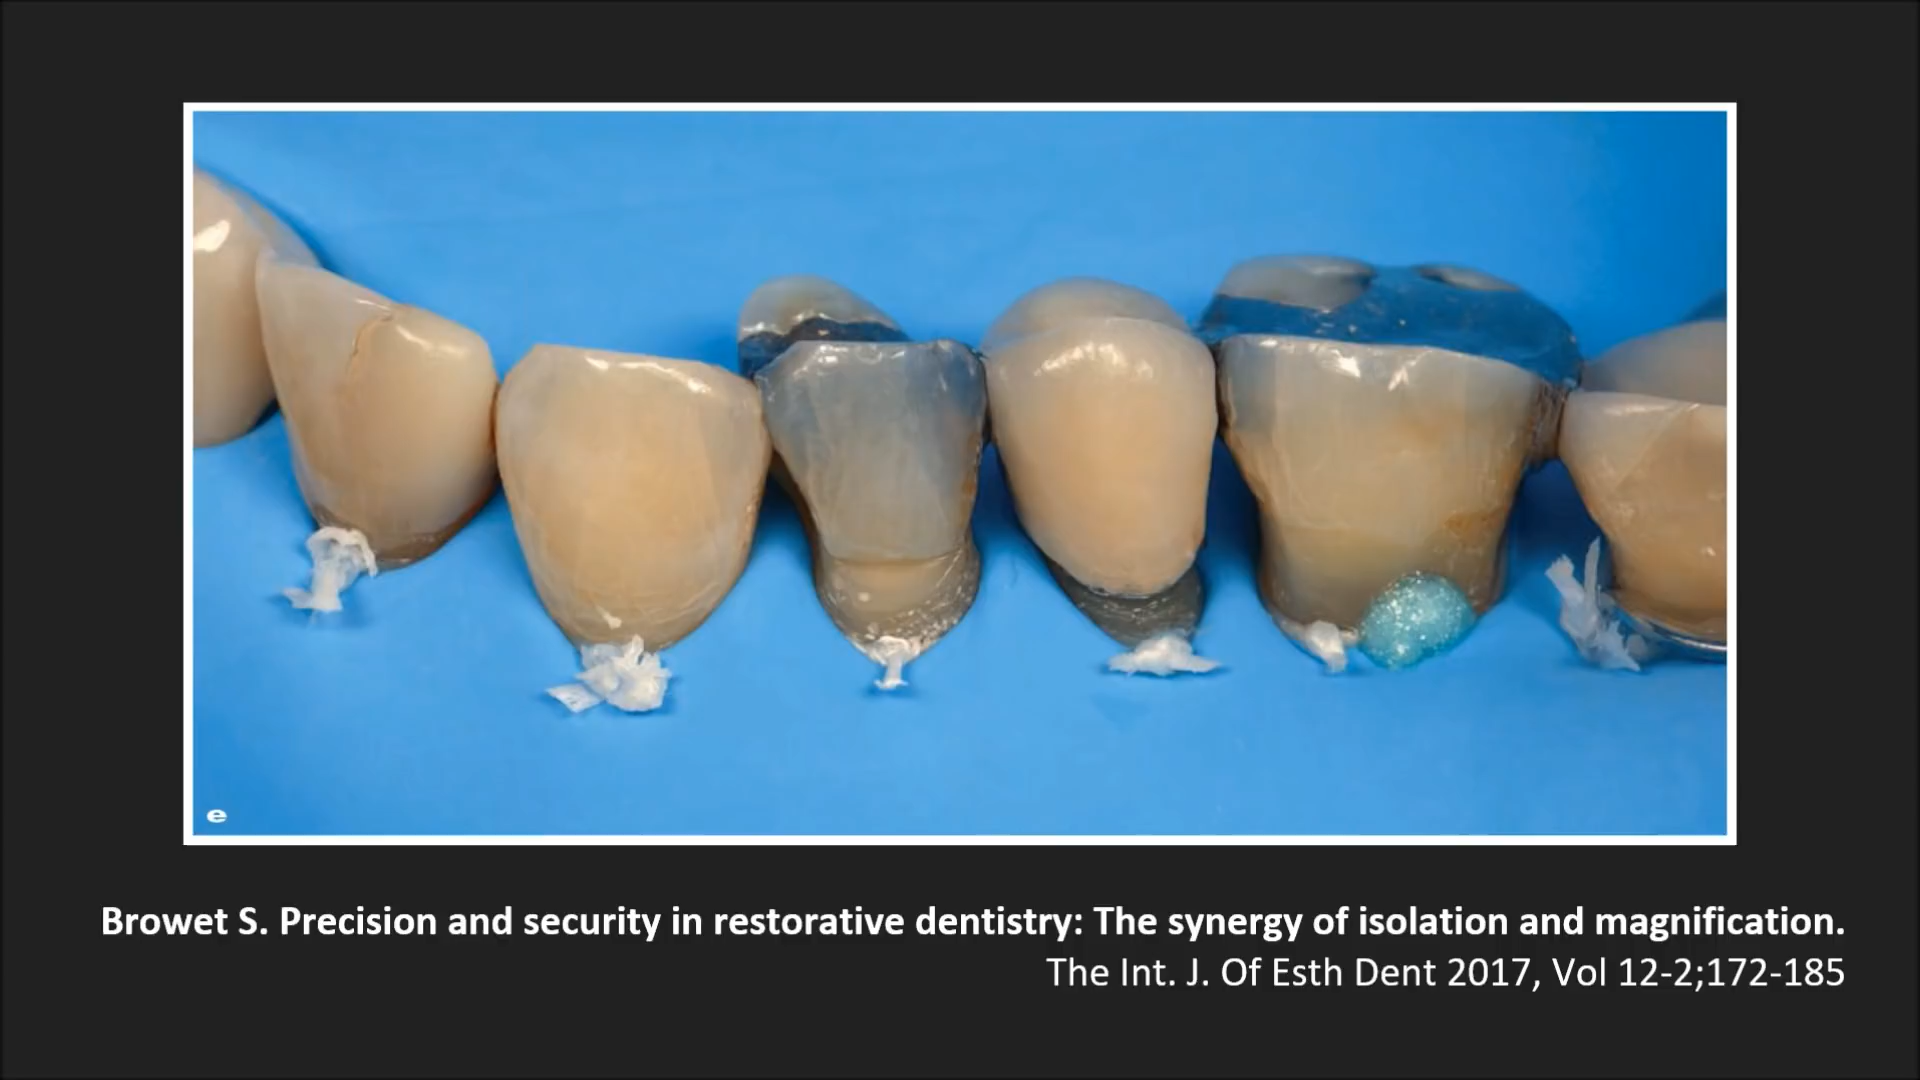 e
Browet S. Precision and security in restorative dentistry: The synergy of isolation and magnification.
The Int. J. Of Esth Dent 2017, Vol 12-2;172-185